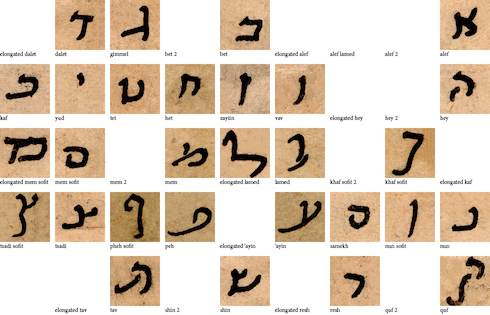 א ב ג ד
elongated dalet dalet gimmel bet 2 bet elongated alef alef lamed alef 2 alef
ה ו ז ח ט י כ
kaf yud tet het zayiin vav elongated hey hey 2 hey
ך ל ל מ ם ם
elongated mem sofit mem sofit mem 2 mem elongated lamed lamed khaf sofit 2 khaf sofit elongated kaf
נ ן ס ע פ ף צ ץ
tsadi sofit tsadi pheh sofit peh elongated 'ayin 'ayin samekh nun sofit nun
ק ר ש ת
elongated tav tav shin 2 shin elongated resh resh quf 2 quf